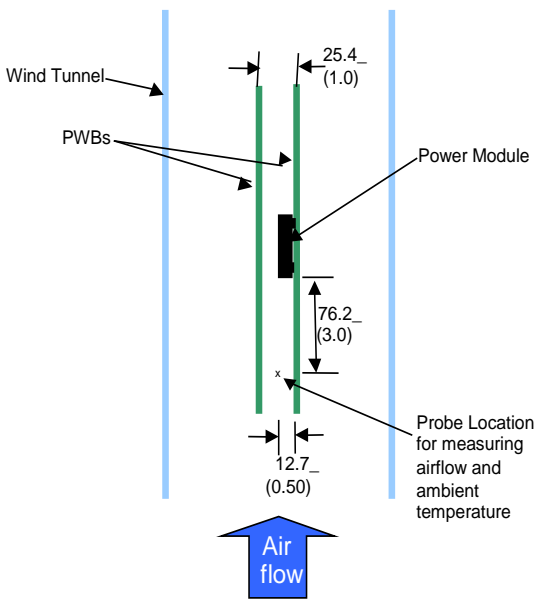 25.4_
(1.0)
Wind Tunnel
PWBs
Power Module
76.2_
(3.0)
x
Probe Location
for measuring
airflow and
ambient
temperature
12.7_
(0.50)
Air
flow